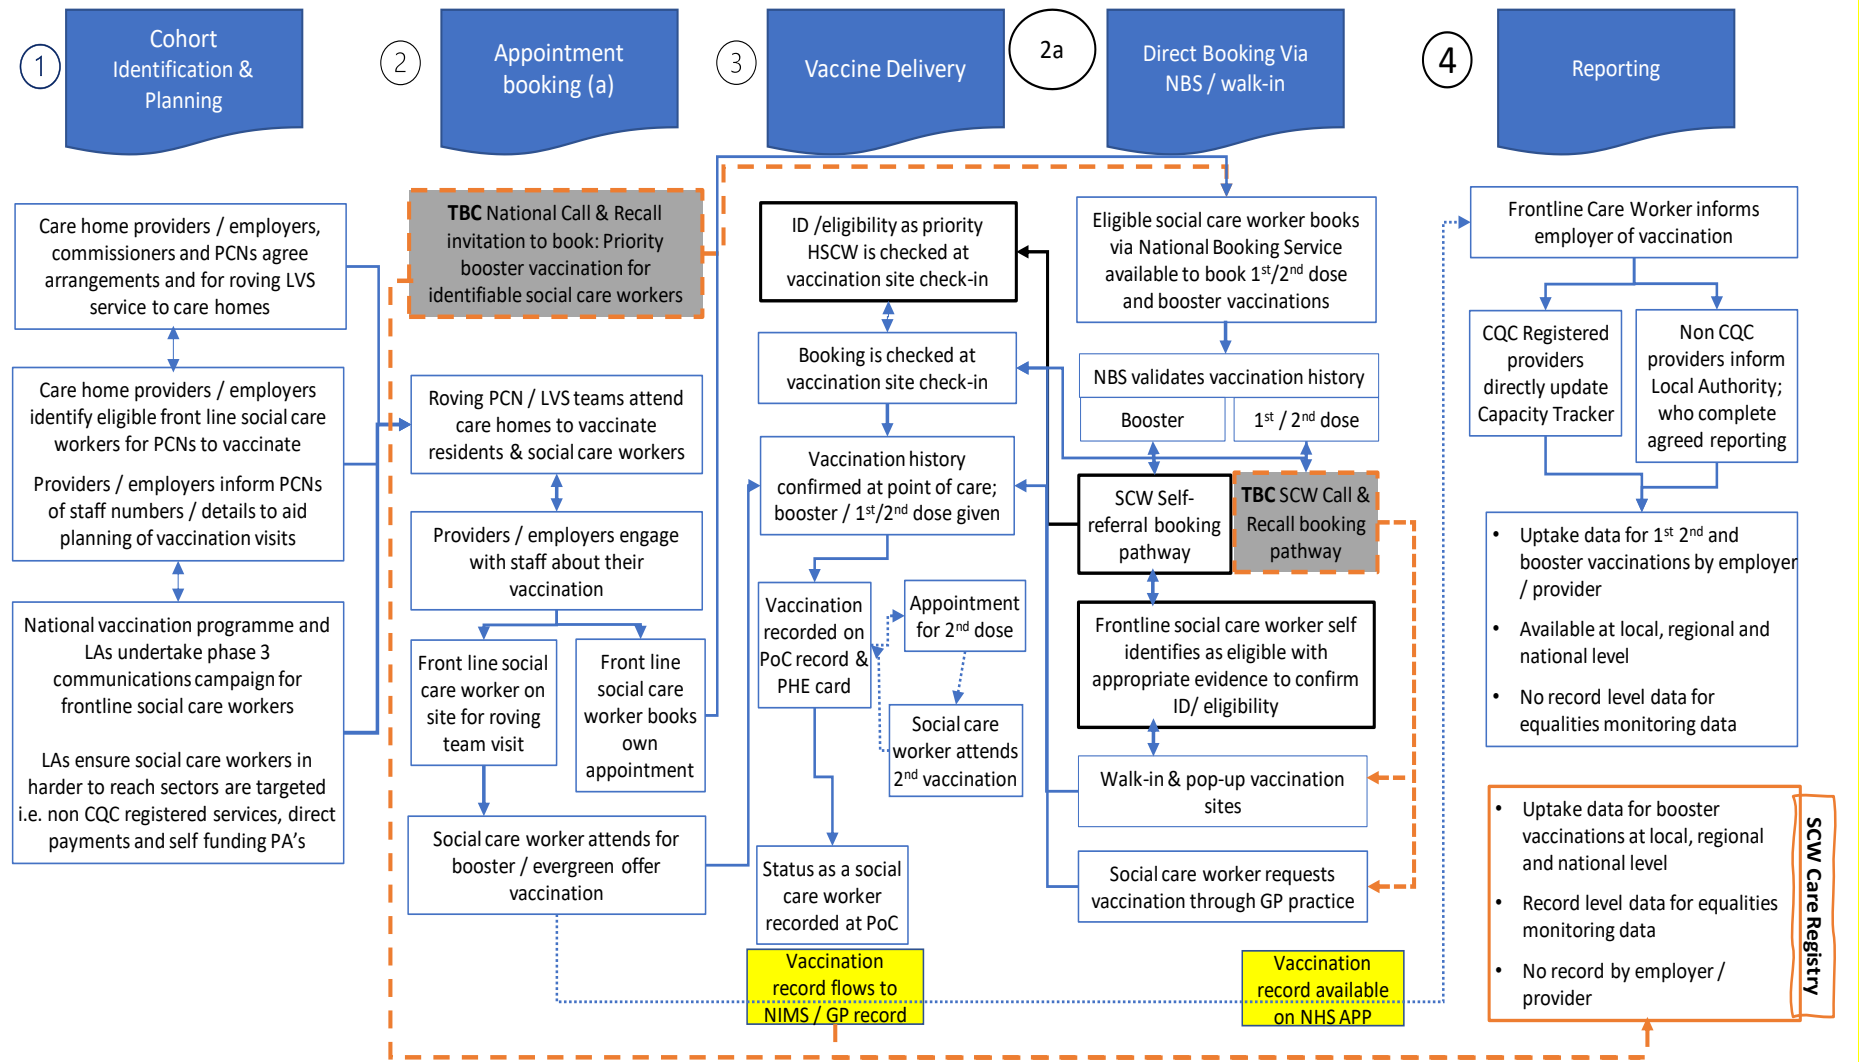 1
Cohort
Identification &
Planning
2
Appointment
booking (a)
3
Vaccine Delivery
2a
Direct Booking Via
NBS / walk-in
4
Reporting
Care home providers / employers,
commissioners and PCNs agree
arrangements and for roving LVS
service to care homes
Care home providers / employers
identify eligible front line social care
workers for PCNs to vaccinate
Providers / employers inform PCNs
of staff numbers / details to aid
planning of vaccination visits
National vaccination programme and
LAs undertake phase 3
communications campaign for
frontline social care workers
LAs ensure social care workers in
harder to reach sectors are targeted
i.e. non CQC registered services, direct
payments and self funding PA's
TBC National Call & Recall
invitation to book: Priority
booster vaccination for
identifiable social care workers
Roving PCN / LVS teams attend
care homes to vaccinate
residents & social care workers
Providers / employers engage
with staff about their
vaccination
Front line social
care worker on
site for roving
team visit
Front line
social care
worker books
own
appointment
Social care worker attends for
booster / evergreen offer
vaccination
ID /eligibility as priority
HSCW is checked at
vaccination site check-in
Booking is checked at
vaccination site check-in
Vaccination history
confirmed at point of care;
booster / 1st/2nd dose given
Vaccination
recorded on
PoC record &
PHE card
Appointment
for 2nd dose
Social care
worker attends
2nd vaccination
Status as a social
care worker
recorded at PoC
Vaccination
record flows to
NIMS / GP record
Eligible social care worker books
via National Booking Service
available to book 1st/2nd dose
and booster vaccinations
NBS validates vaccination history
Booster
1st / 2nd dose
SCW Self-
referral booking
pathway
TBC SCW Call &
Recall booking
pathway
Frontline social care worker self
identifies as eligible with
appropriate evidence to confirm
ID/ eligibility
Walk-in & pop-up vaccination
sites
Social care worker requests
vaccination through GP practice
Vaccination
record available
on NHS APP
Frontline Care Worker informs
employer of vaccination
CQC Registered
providers
directly update
Capacity Tracker
Non CQC
providers inform
Local Authority;
who complete
agreed reporting
• Uptake data for 1st 2nd and
booster vaccinations by employer
/ provider
• Available at local, regional and
national level
• No record level data for
equalities monitoring data
• Uptake data for booster
vaccinations at local, regional
and national level
• Record level data for equalities
monitoring data
• No record by employer /
provider
SCW Care Registry